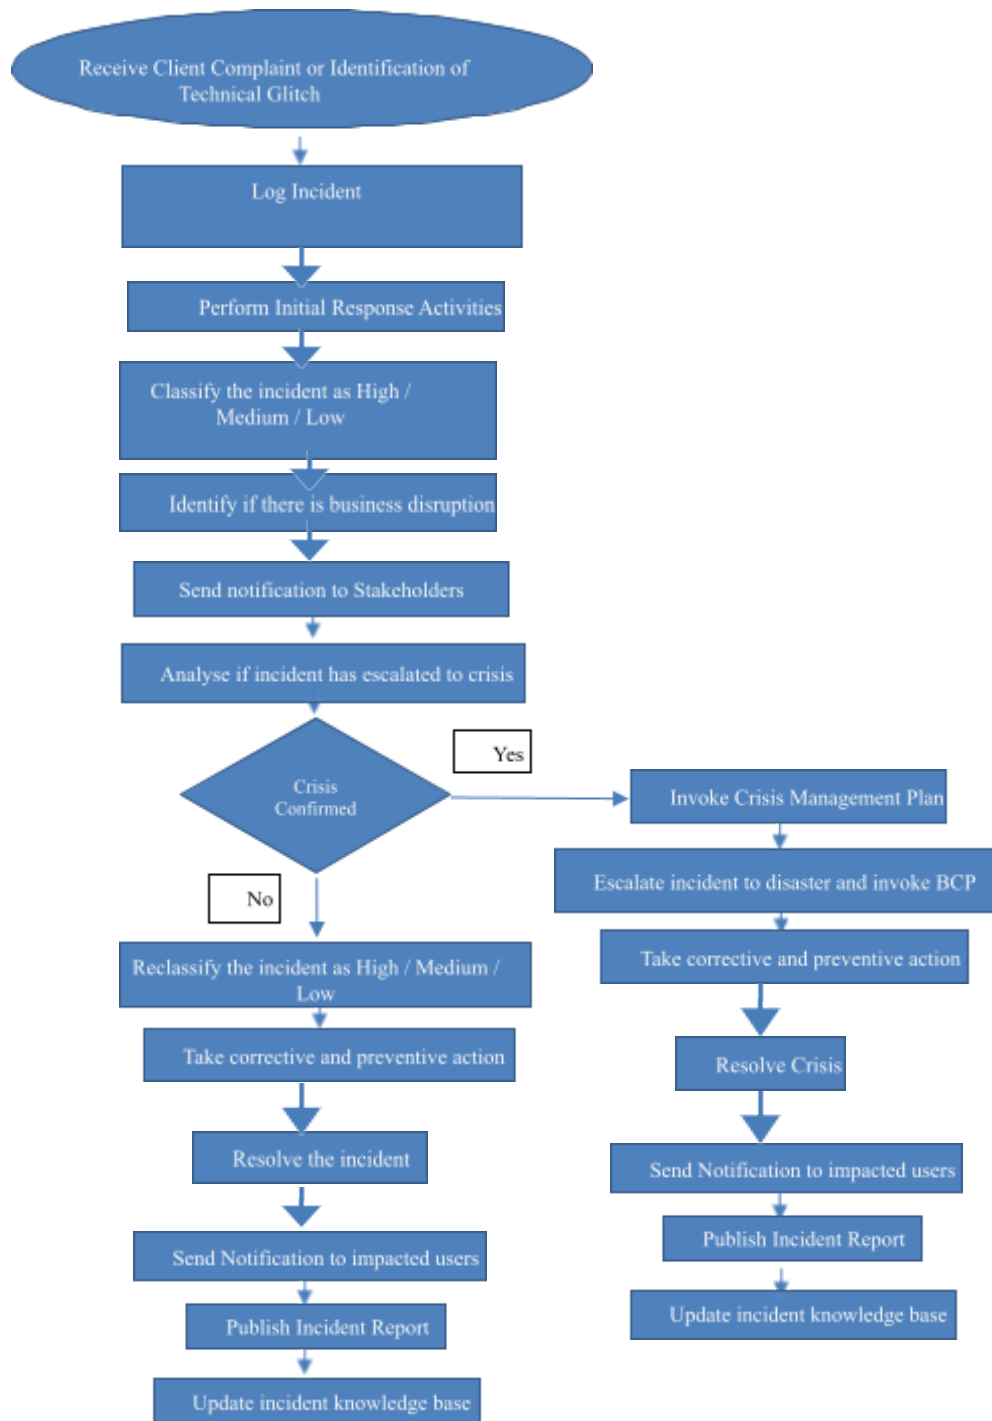 Receive Client Complaint or Identification of
Technical Glitch
Log Incident
Perform Initial Response Activities
Classify the incident as High /
Medium / Low
Identify if there is business disruption
Send notification to Stakeholders
Analyse if incident has escalated to crisis
Crisis
Confirmed
Yes
No
Reclassify the incident as High / Medium /
Low
Take corrective and preventive action
Resolve the incident
Send Notification to impacted users
Publish Incident Report
Update incident knowledge base
Invoke Crisis Management Plan
Escalate incident to disaster and invoke BCP
Take corrective and preventive action
Resolve Crisis
Send Notification to impacted users
Publish Incident Report
Update incident knowledge base